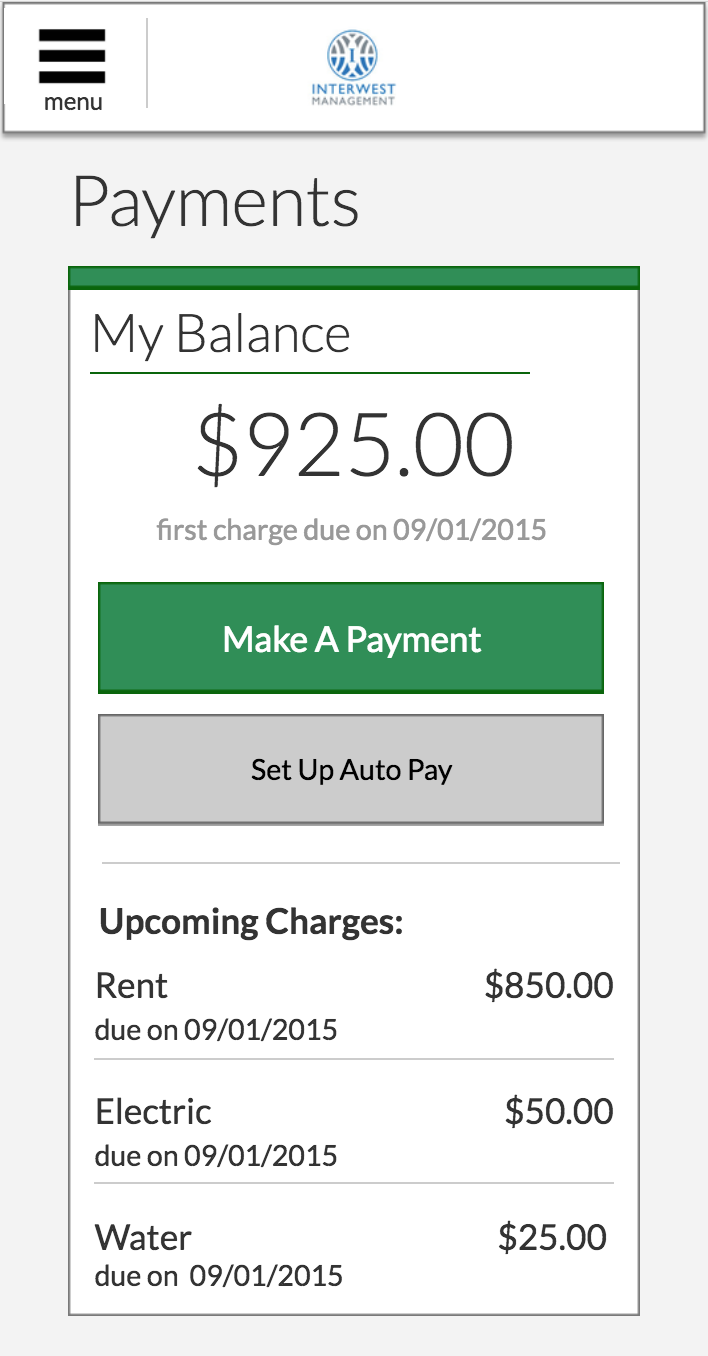 menu
INTERWEST
MANAGEMENT
Payments
My Balance
$925.00
first charge due on 09/01/2015
Make A Payment
Set Up Auto Pay
Upcoming Charges:
Rent $850.00
due on 09/01/2015
Electric $50.00
due on 09/01/2015
Water $25.00
due on 09/01/2015